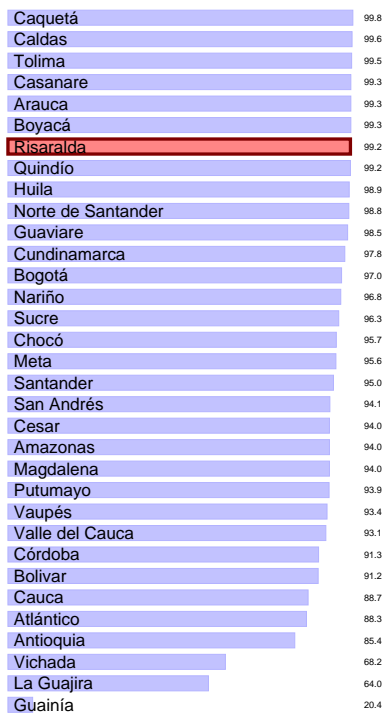 Caquetá 99.8
Caldas 99.6
Tolima 99.5
Casanare 99.3
Arauca 99.3
Boyacá 99.3
Risaralda 99.2
Quindío 99.2
Huila 98.9
Norte de Santander 98.8
Guaviare 98.5
Cundinamarca 97.8
Bogotá 97.0
Nariño 96.8
Sucre 96.3
Chocó 95.7
Meta 95.6
Santander 95.0
San Andrés 94.1
Cesar 94.0
Amazonas 94.0
Magdalena 94.0
Putumayo 93.9
Vaupés 93.4
Valle del Cauca 93.1
Córdoba 91.3
Bolivar 91.2
Cauca 88.7
Atlántico 88.3
Antioquia 85.4
Vichada 68.2
La Guajira 64.0
Guainía 20.4